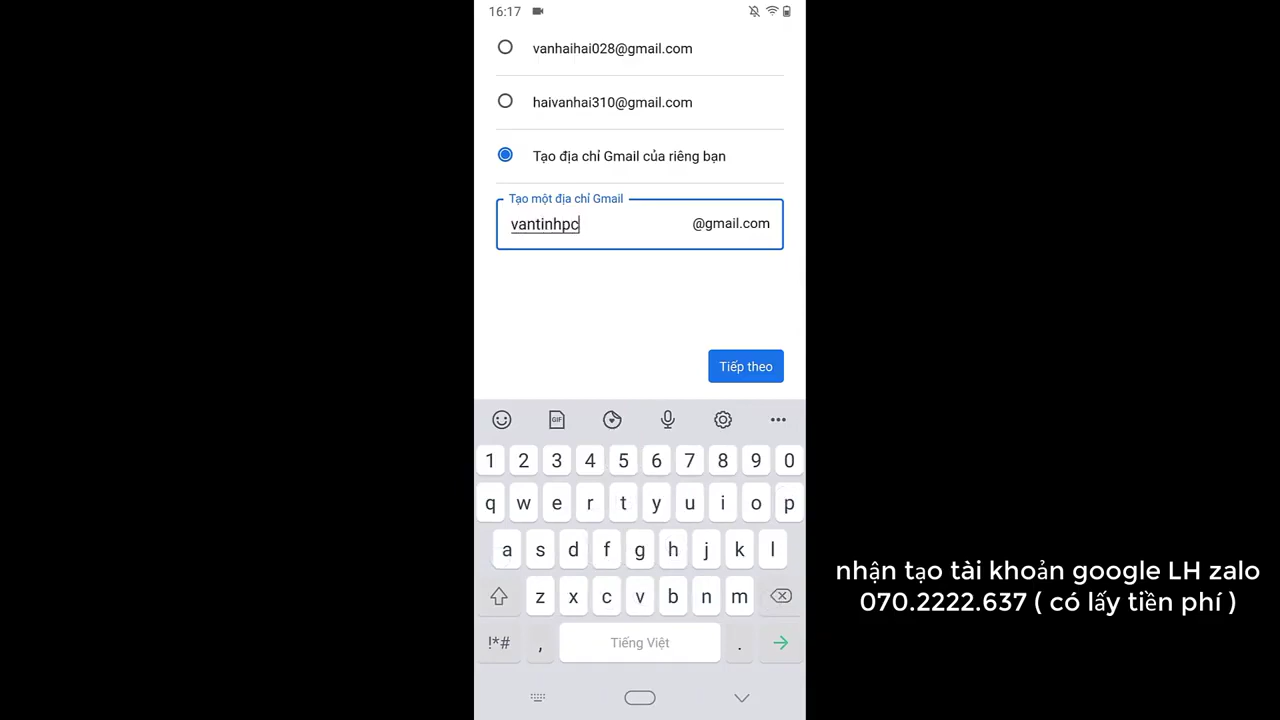 16:17
vanhaihai028@gmail.com
haivanhai310@gmail.com
Tạo địa chỉ Gmail của riêng bạn
Tạo một địa chỉ Gmail
vantinhpc @gmail.com
Tiếp theo
GIF
1 2 3 4 5 6 7 8 9 0
q w e r t y u i o p
a s d f g h j k l
z x c v b n m
!*# , Tiếng Việt .
nhận tạo tài khoản google LH zalo
070.2222.637 ( có lấy tiền phí )